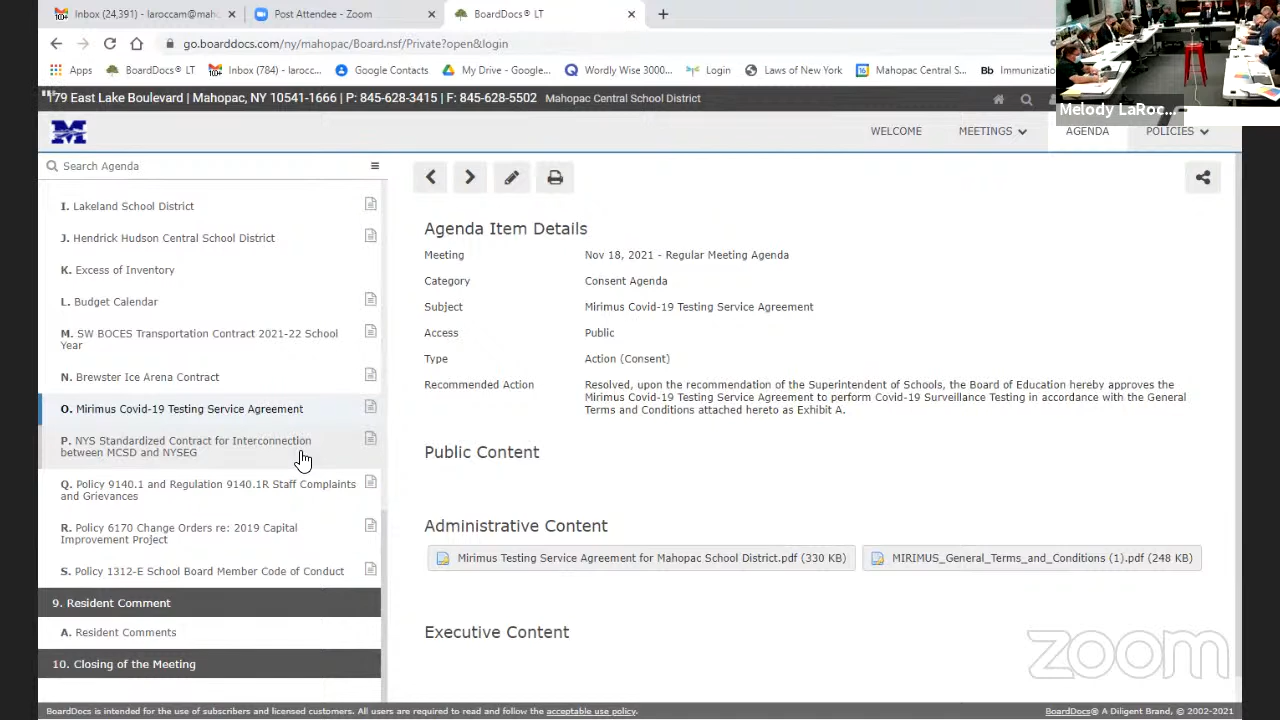 Inbox (24,391) - laroccam@mah
Post Attendee - Zoom
BoardDocs® LT
go.boarddocs.com/ny/mahopac/Board.nsf/Private?open&login
Apps
BoardDocs® LT
Inbox (784) - larocc...
Google Contacts
My Drive - Google...
Wordly Wise 3000...
Login
Laws of New York
Mahopac Central S...
Bb Immunizatio
Melody LaRoc...
179 East Lake Boulevard | Mahopac, NY 10541-1666 | P: 845-628-3415 | F: 845-628-5502 Mahopac Central School District
M
WELCOME
MEETINGS
AGENDA
POLICIES
Search Agenda
I. Lakeland School District
J. Hendrick Hudson Central School District
K. Excess of Inventory
L. Budget Calendar
M. SW BOCES Transportation Contract 2021-22 School
Year
N. Brewster Ice Arena Contract
O. Mirimus Covid-19 Testing Service Agreement
P. NYS Standardized Contract for Interconnection
between MCSD and NYSEG
Q. Policy 9140.1 and Regulation 9140.1R Staff Complaints
and Grievances
R. Policy 6170 Change Orders re: 2019 Capital
Improvement Project
S. Policy 1312-E School Board Member Code of Conduct
9. Resident Comment
A. Resident Comments
10. Closing of the Meeting
Agenda Item Details
Meeting Nov 18, 2021 - Regular Meeting Agenda
Category Consent Agenda
Subject Mirimus Covid-19 Testing Service Agreement
Access Public
Type Action (Consent)
Recommended Action Resolved, upon the recommendation of the Superintendent of Schools, the Board of Education hereby approves the
Mirimus Covid-19 Testing Service Agreement to perform Covid-19 Surveillance Testing in accordance with the General
Terms and Conditions attached hereto as Exhibit A.
Public Content
Administrative Content
Mirimus Testing Service Agreement for Mahopac School District.pdf (330 KB)
MIRIMUS_General_Terms_and_Conditions (1).pdf (248 KB)
Executive Content
zoom
BoardDocs is intended for the use of subscribers and licensed customers. All users are required to read and follow the acceptable use policy.
BoardDocs® A Diligent Brand, © 2002-2021